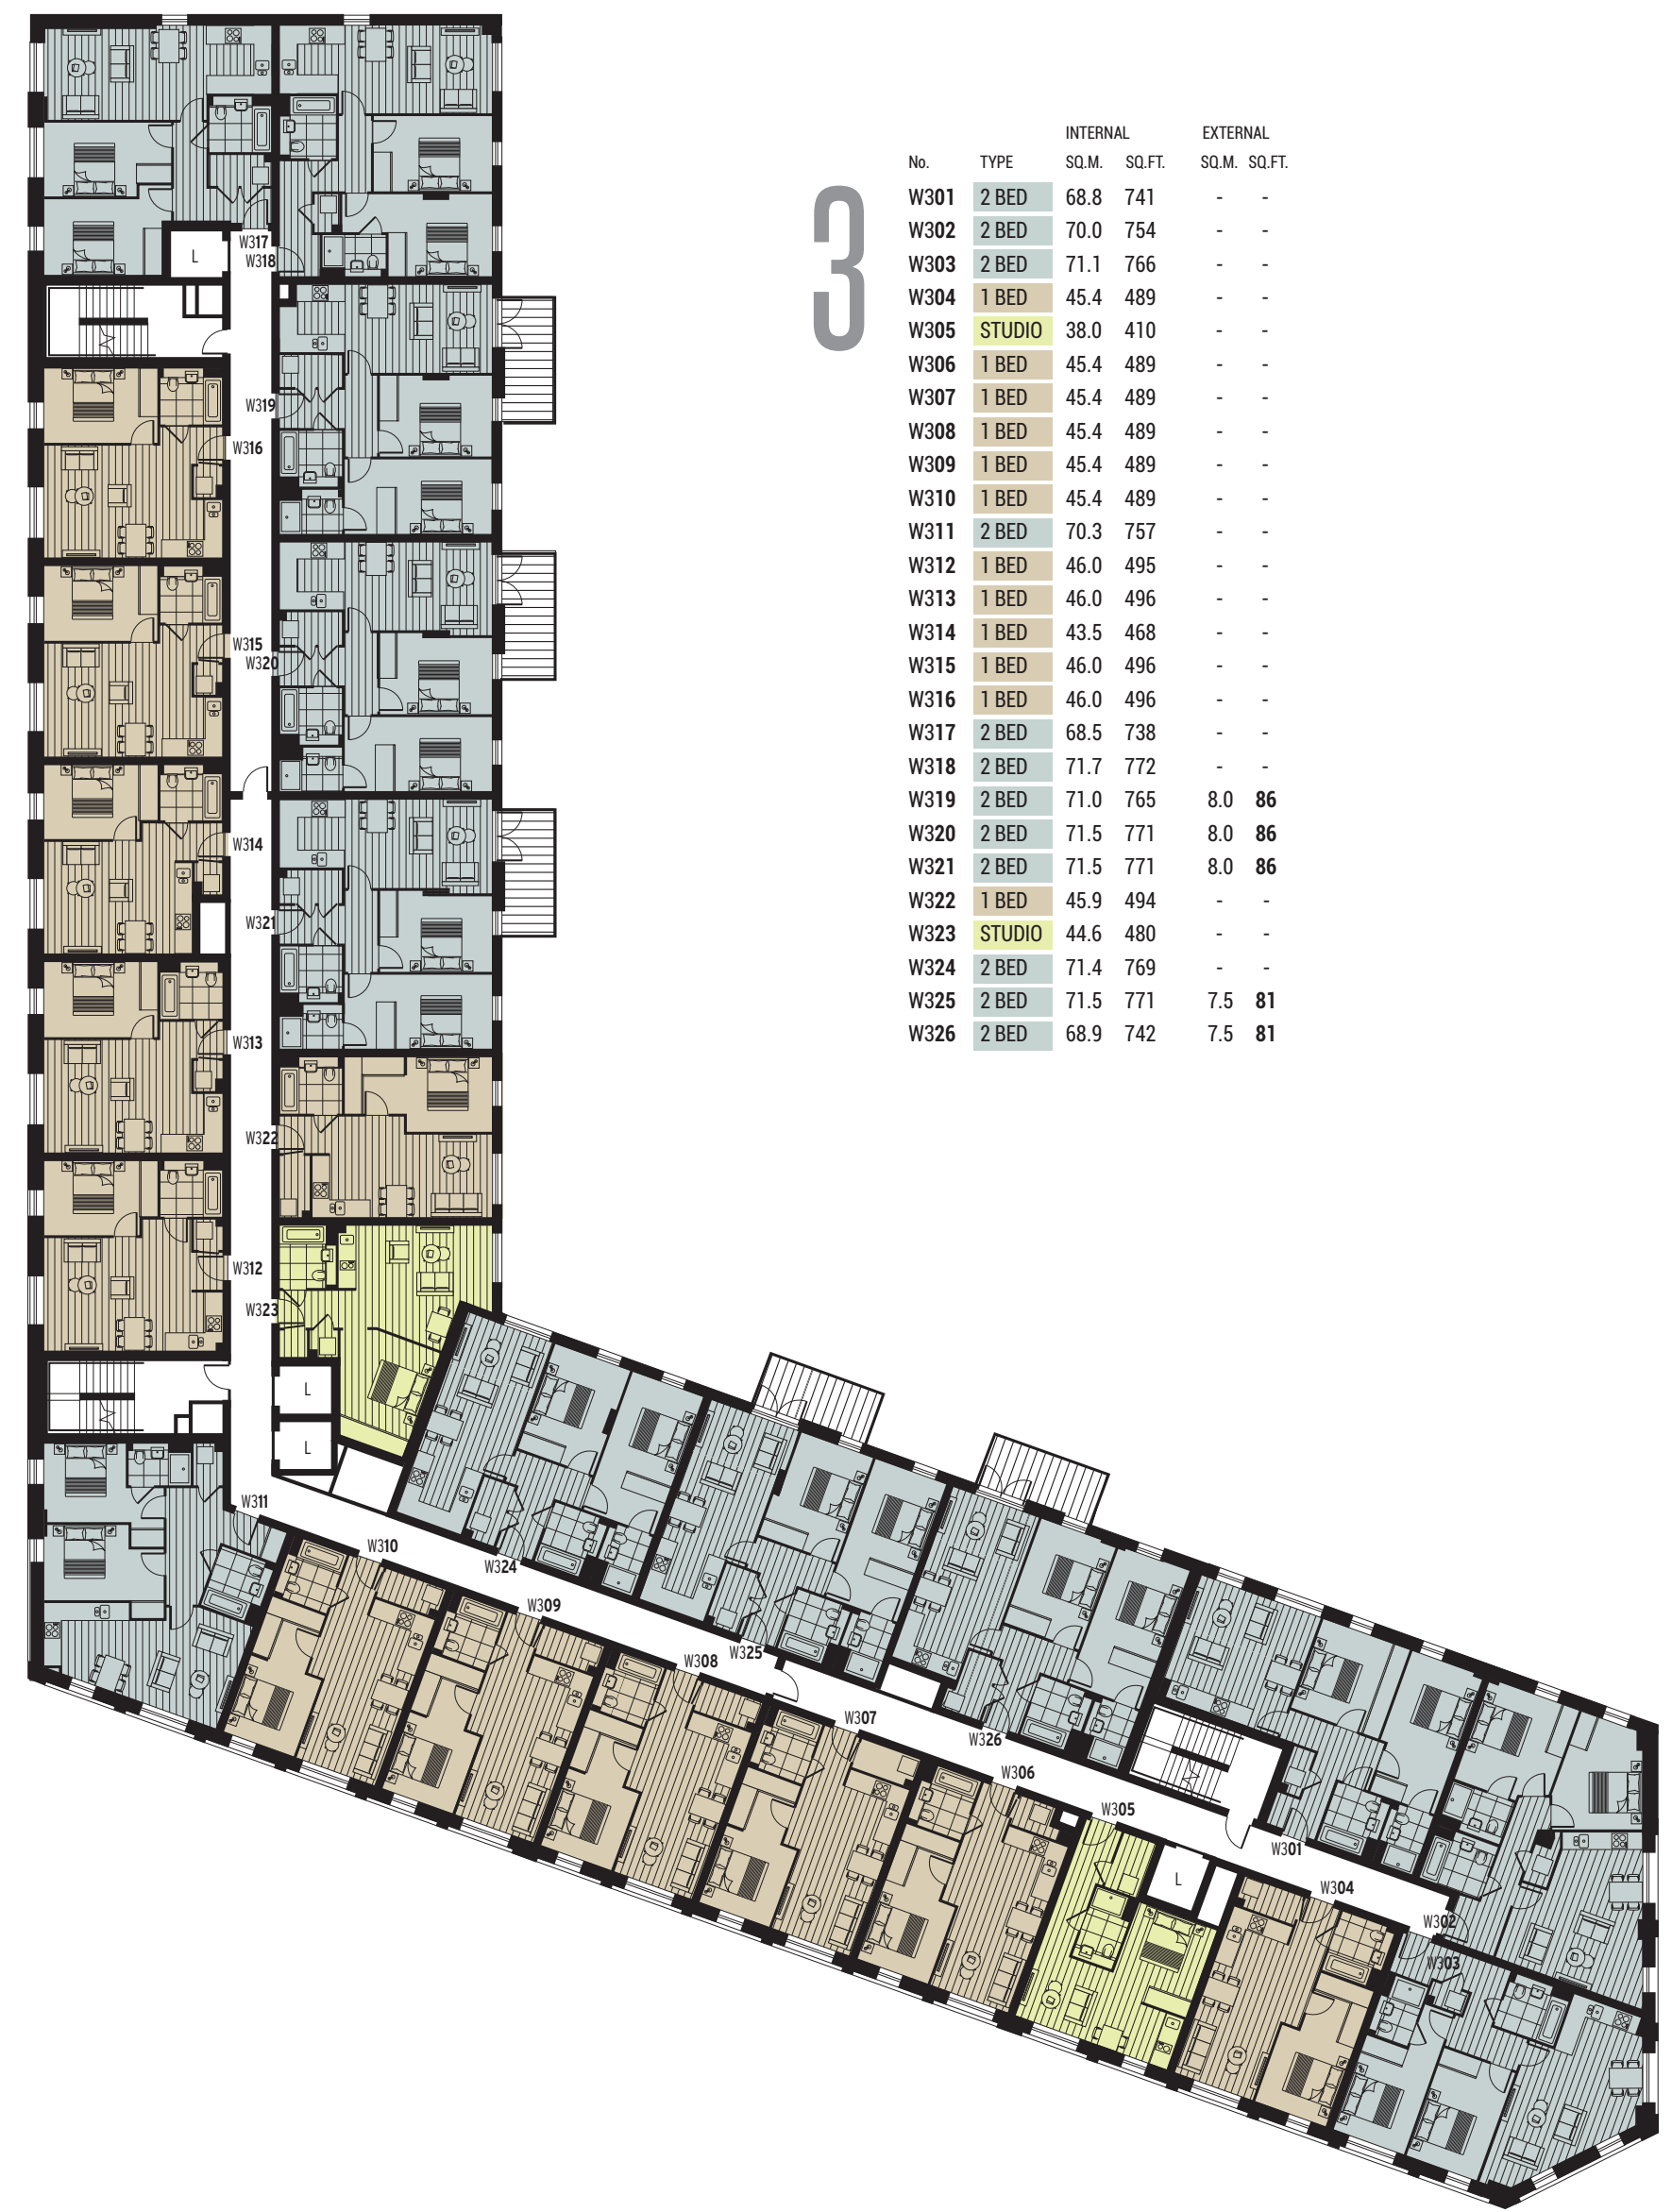 3
INTERNAL EXTERNAL
No. TYPE SQ.M. SQ.FT. SQ.M. SQ.FT.
W301 2 BED 68.8 741 - -
W302 2 BED 70.0 754 - -
W303 2 BED 71.1 766 - -
W304 1 BED 45.4 489 - -
W305 STUDIO 38.0 410 - -
W306 1 BED 45.4 489 - -
W307 1 BED 45.4 489 - -
W308 1 BED 45.4 489 - -
W309 1 BED 45.4 489 - -
W310 1 BED 45.4 489 - -
W311 2 BED 70.3 757 - -
W312 1 BED 46.0 495 - -
W313 1 BED 46.0 496 - -
W314 1 BED 43.5 468 - -
W315 1 BED 46.0 496 - -
W316 1 BED 46.0 496 - -
W317 2 BED 68.5 738 - -
W318 2 BED 71.7 772 - -
W319 2 BED 71.0 765 8.0 86
W320 2 BED 71.5 771 8.0 86
W321 2 BED 71.5 771 8.0 86
W322 1 BED 45.9 494 - -
W323 STUDIO 44.6 480 - -
W324 2 BED 71.4 769 - -
W325 2 BED 71.5 771 7.5 81
W326 2 BED 68.9 742 7.5 81
W317
L
W318
W319
W316
W315
W320
W314
W321
W313
W322
W312
W323
L
L
W311
W310
W324
W309
W325
W308
W307
W326
W306
W305
W301
L
W304
W302
W303